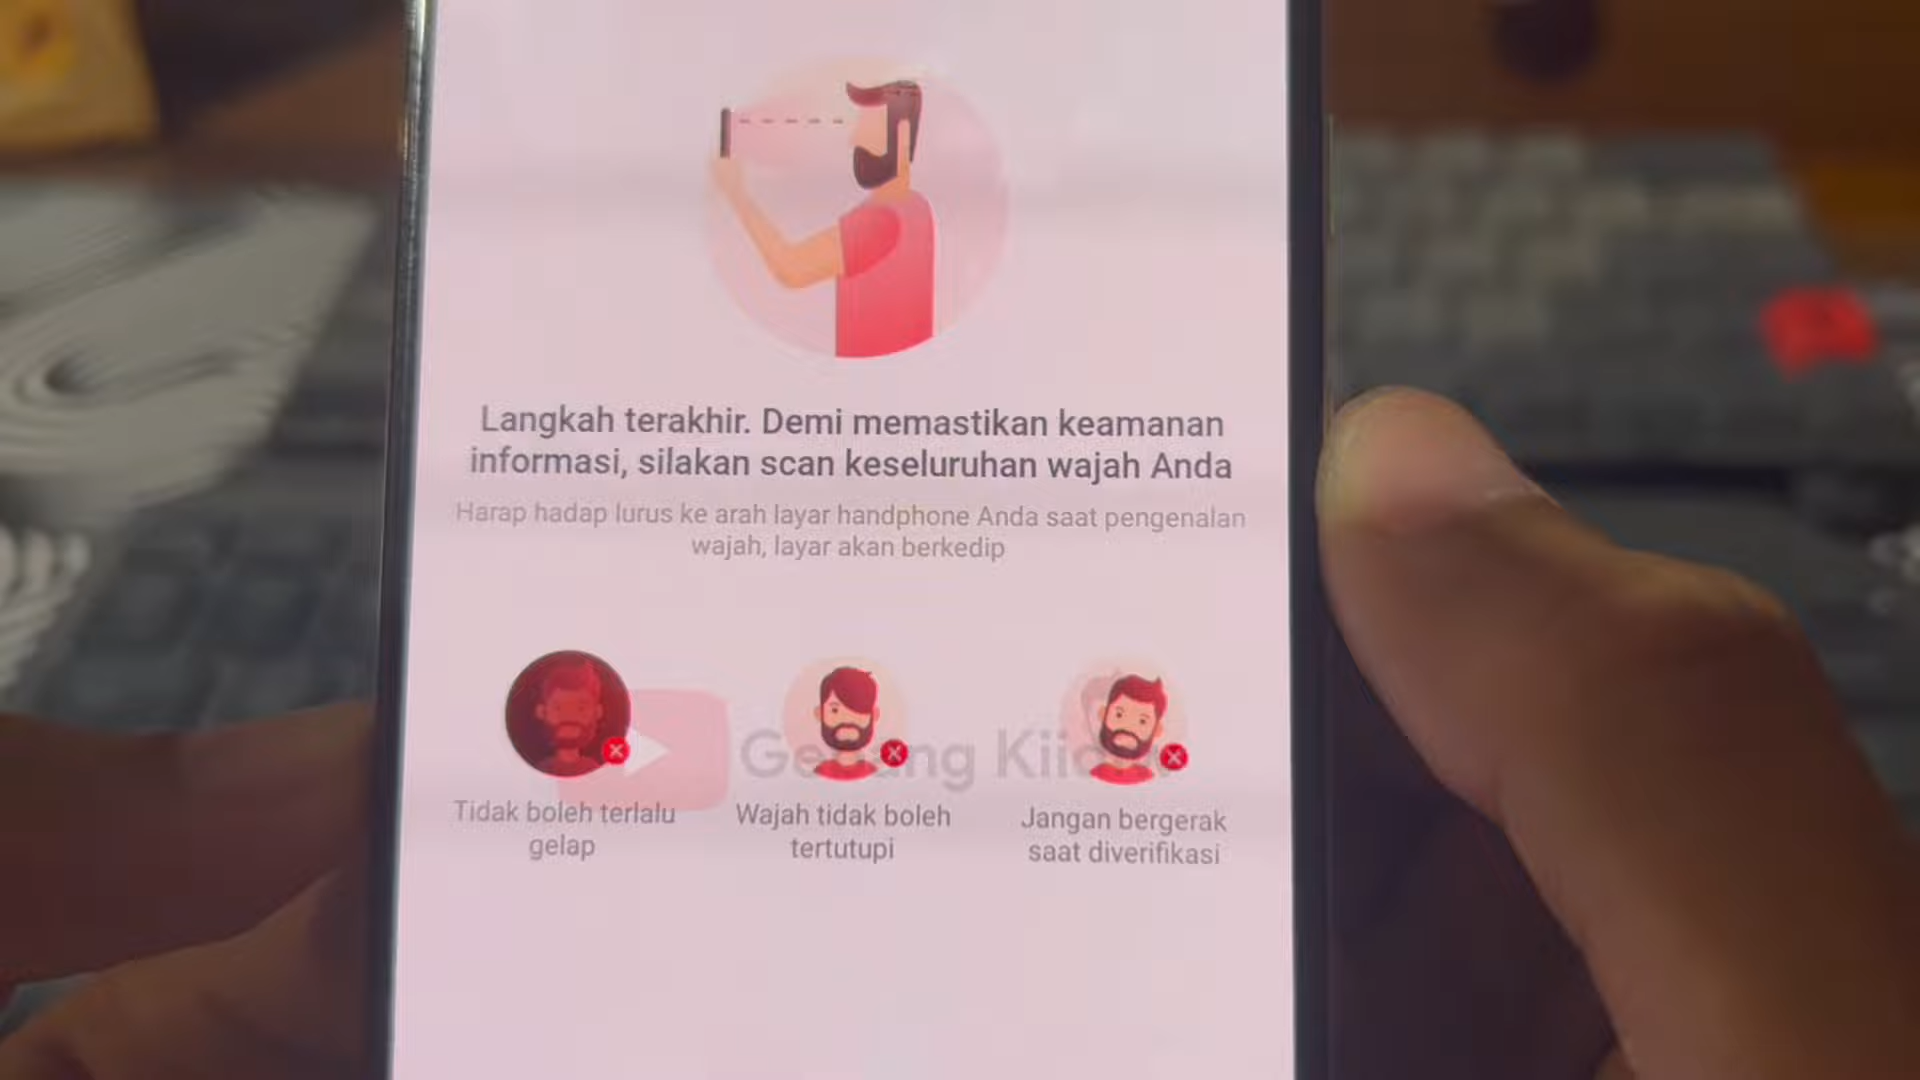 Langkah terakhir. Demi memastikan keamanan
informasi, silakan scan keseluruhan wajah Anda
Harap hadap lurus ke arah layar handphone Anda saat pengenalan
wajah, layar akan berkedip
Tidak boleh terlalu
gelap
Wajah tidak boleh
tertutupi
Jangan bergerak
saat diverifikasi